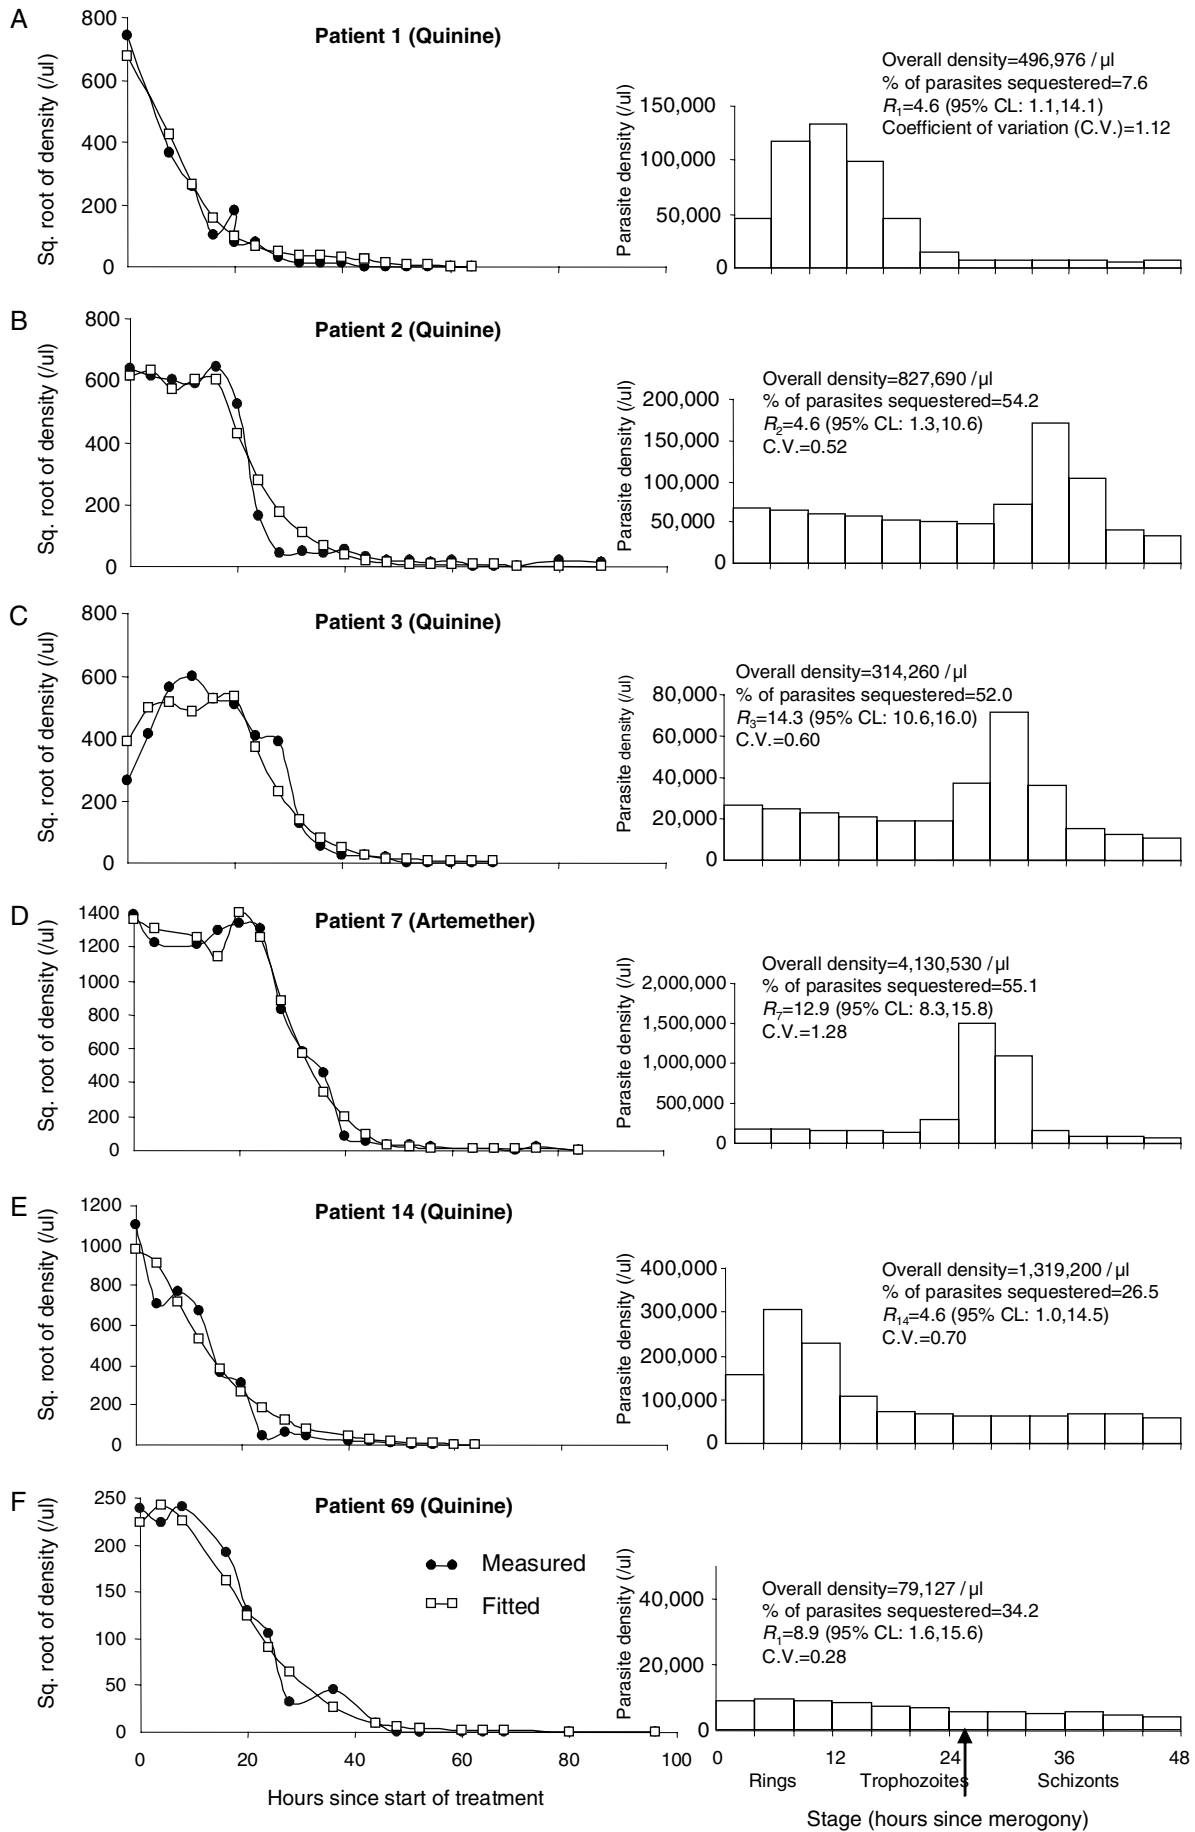 A
Patient 1 (Quinine)
Sq. root of density (/ul)
800
600
400
200
0
Parasite density (/ul)
150,000
100,000
50,000
0
Overall density=496,976 / µl
% of parasites sequestered=7.6
R1=4.6 (95% CL: 1.1,14.1)
Coefficient of variation (C.V.)=1.12
B
Patient 2 (Quinine)
Sq. root of density (/ul)
800
600
400
200
0
Parasite density (/ul)
200,000
150,000
100,000
50,000
0
Overall density=827,690 / µl
% of parasites sequestered=54.2
R2=4.6 (95% CL: 1.3,10.6)
C.V.=0.52
C
Patient 3 (Quinine)
Sq. root of density (/ul)
800
600
400
200
0
Parasite density (/ul)
80,000
60,000
40,000
20,000
0
Overall density=314,260 / µl
% of parasites sequestered=52.0
R3=14.3 (95% CL: 10.6,16.0)
C.V.=0.60
D
Patient 7 (Artemether)
Sq. root of density (/ul)
1400
1200
1000
800
600
400
200
0
Parasite density (/ul)
2,000,000
1,500,000
1,000,000
500,000
0
Overall density=4,130,530 / µl
% of parasites sequestered=55.1
R7=12.9 (95% CL: 8.3,15.8)
C.V.=1.28
E
Patient 14 (Quinine)
Sq. root of density (/ul)
1200
1000
800
600
400
200
0
Parasite density (/ul)
400,000
300,000
200,000
100,000
0
Overall density=1,319,200 / µl
% of parasites sequestered=26.5
R14=4.6 (95% CL: 1.0,14.5)
C.V.=0.70
F
Patient 69 (Quinine)
Sq. root of density (/ul)
250
200
150
100
50
0
Measured
Fitted
0 20 40 60 80 100
Hours since start of treatment
Parasite density (/ul)
40,000
20,000
0
Overall density=79,127 / µl
% of parasites sequestered=34.2
R1=8.9 (95% CL: 1.6,15.6)
C.V.=0.28
0 12 24 36 48
Rings Trophozoites Schizonts
Stage (hours since merogony)